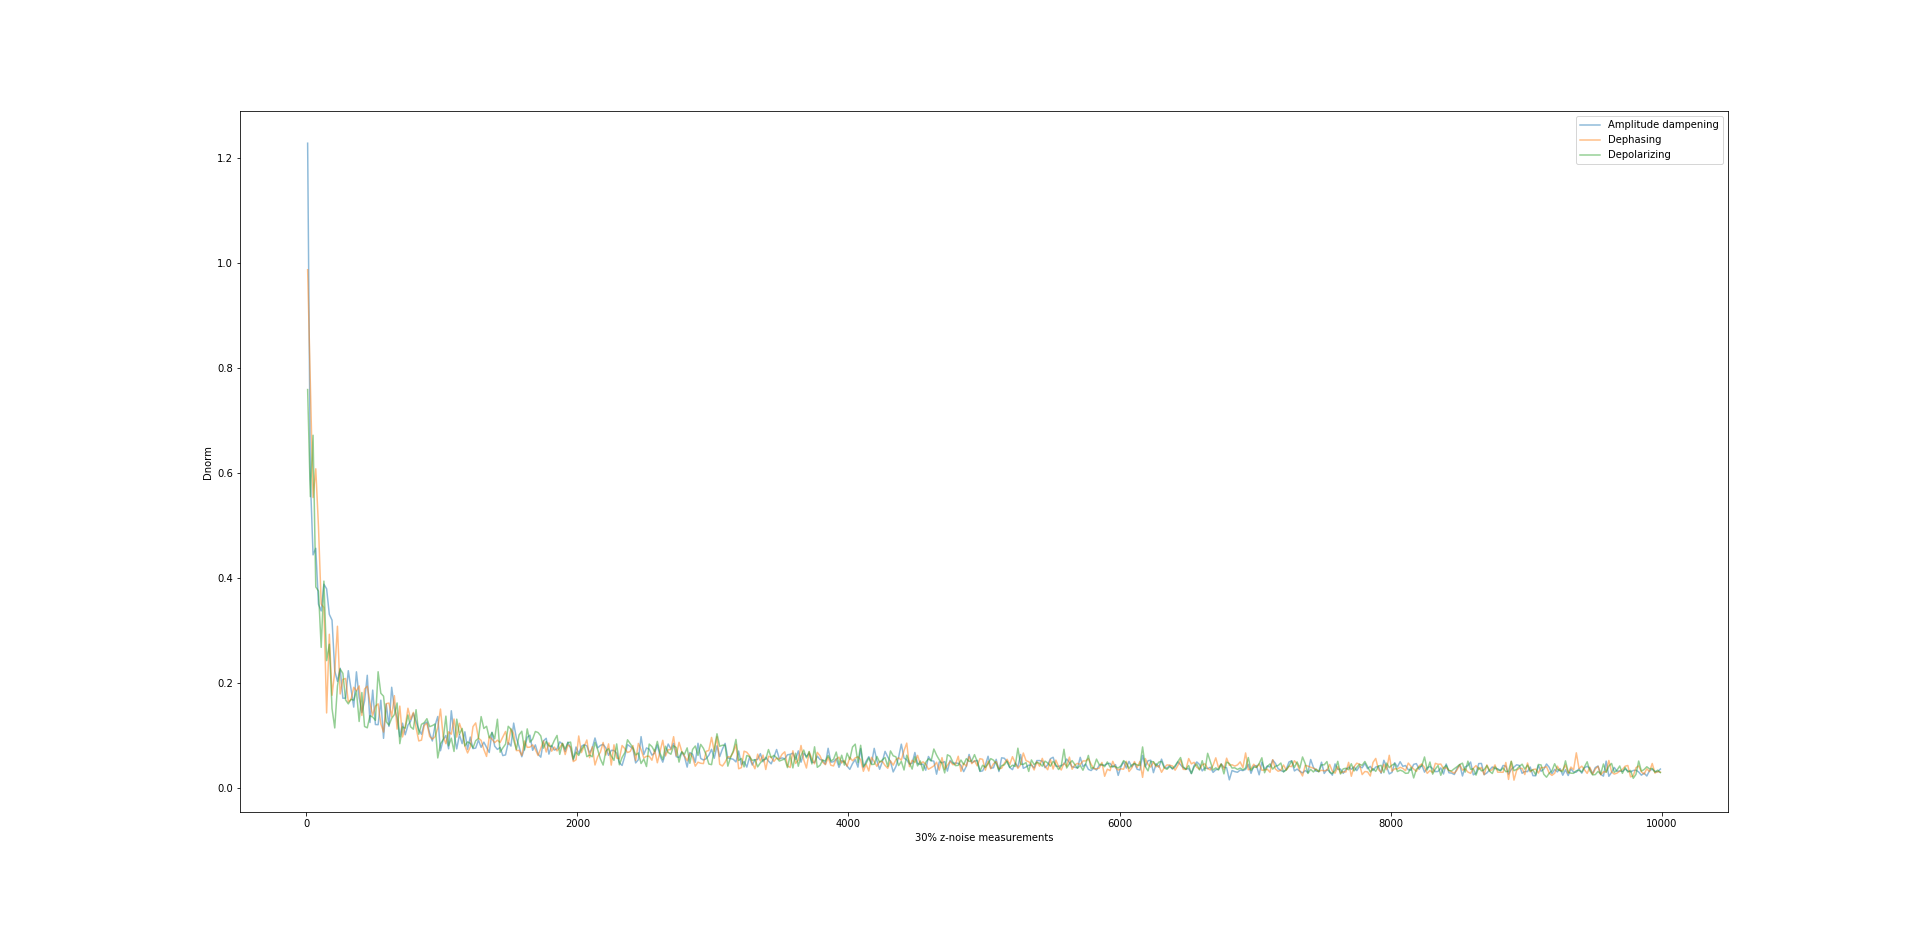 Amplitude dampening
Dephasing
Depolarizing
1.2
1.0
0.8
0.6
0.4
0.2
0.0
Dnorm
0 2000 4000 6000 8000 10000
30% z-noise measurements